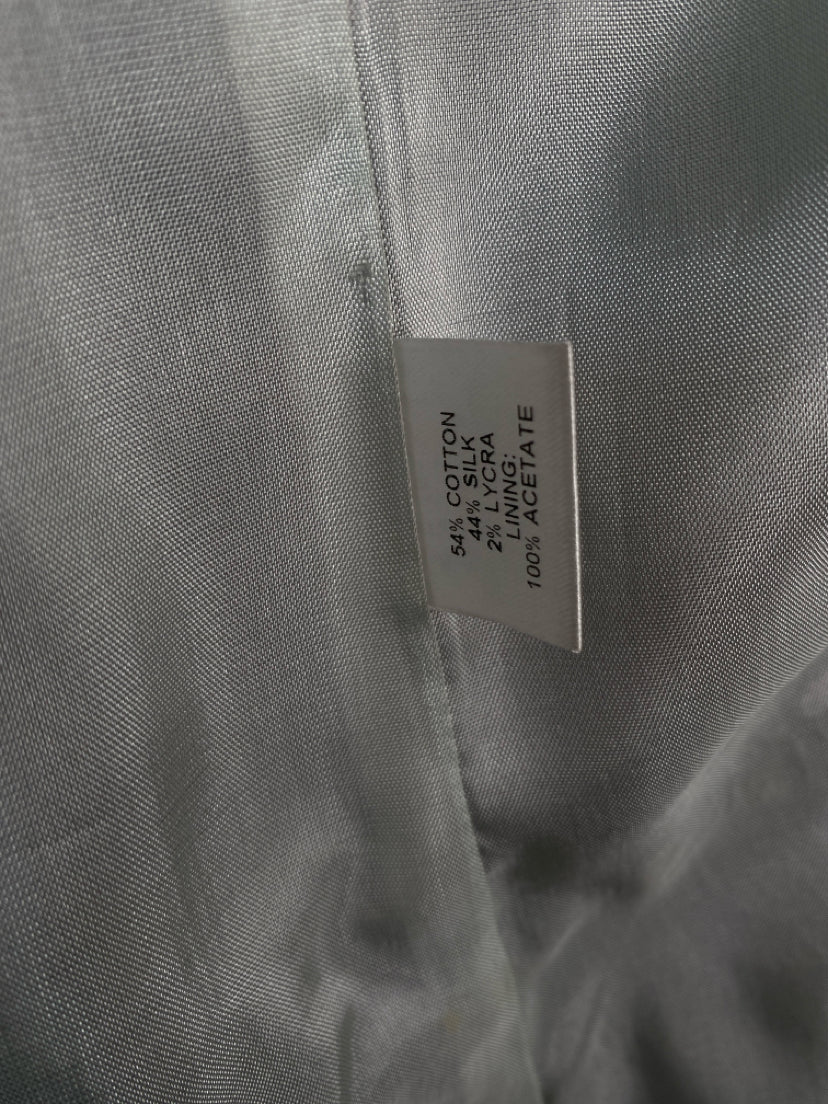 54% COTTON
44% SILK
2% LYCRA
LINING:
100% ACETATE